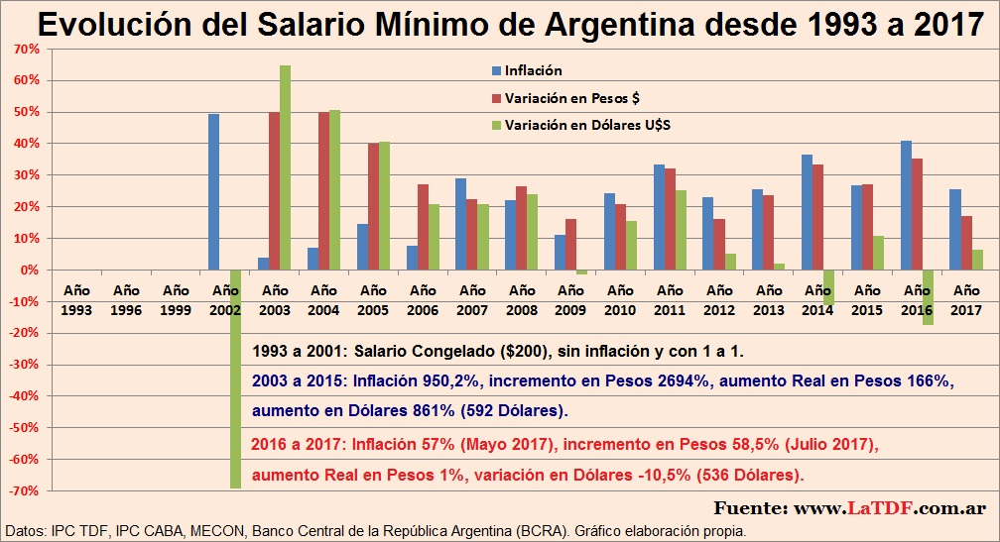 Evolución del Salario Mínimo de Argentina desde 1993 a 2017
70%
60%
50%
40%
30%
20%
10%
0%
-10%
-20%
-30%
-40%
-50%
-60%
-70%
Inflación
Variación en Pesos $
Variación en Dólares U$S
Año 1993
Año 1996
Año 1999
Año 2002
Año 2003
Año 2004
Año 2005
Año 2006
Año 2007
Año 2008
Año 2009
Año 2010
Año 2011
Año 2012
Año 2013
Año 2014
Año 2015
Año 2016
Año 2017
1993 a 2001: Salario Congelado ($200), sin inflación y con 1 a 1.
2003 a 2015: Inflación 950,2%, incremento en Pesos 2694%, aumento Real en Pesos 166%,
aumento en Dólares 861% (592 Dólares).
2016 a 2017: Inflación 57% (Mayo 2017), incremento en Pesos 58,5% (Julio 2017),
aumento Real en Pesos 1%, variación en Dólares -10,5% (536 Dólares).
Fuente: www.LaTDF.com.ar
Datos: IPC TDF, IPC CABA, MECON, Banco Central de la República Argentina (BCRA). Gráfico elaboración propia.